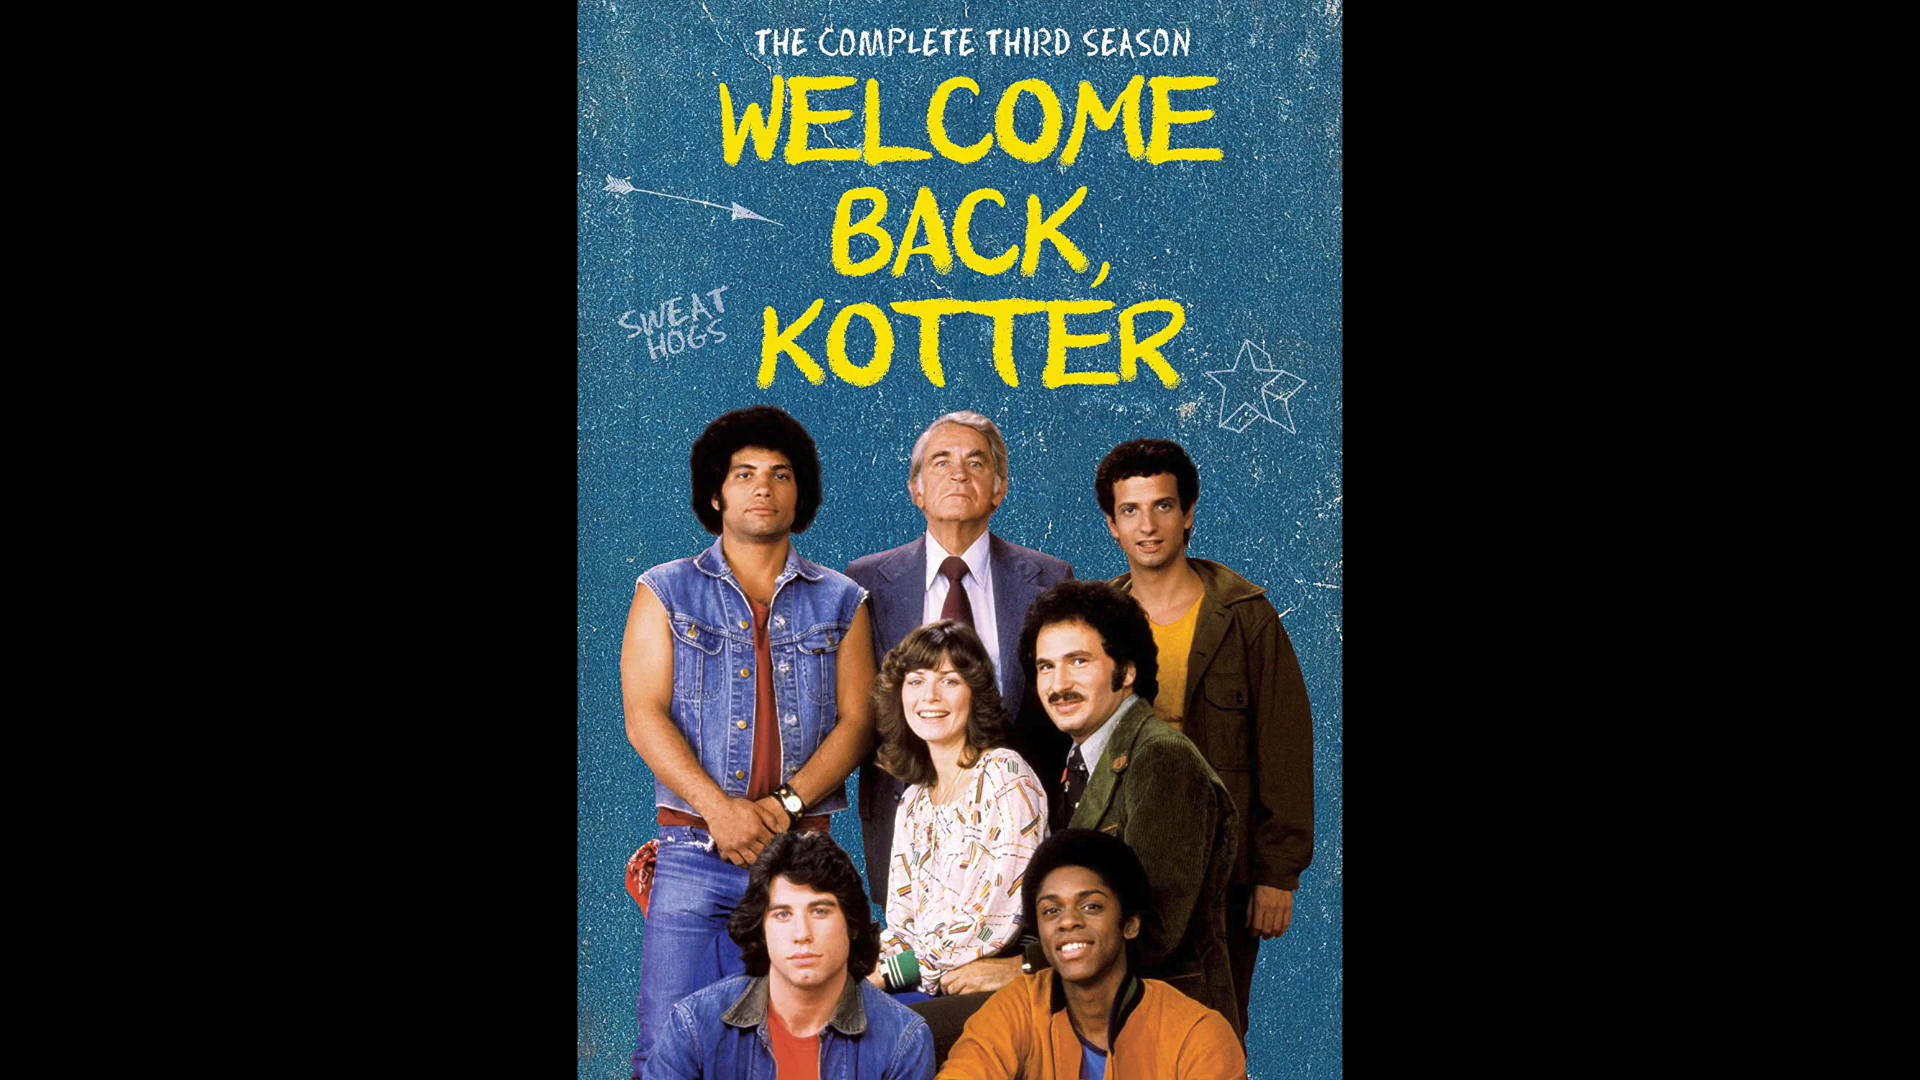 THE COMPLETE THIRD SEASON
WELCOME
BACK,
KOTTER
SWEAT
HOGS